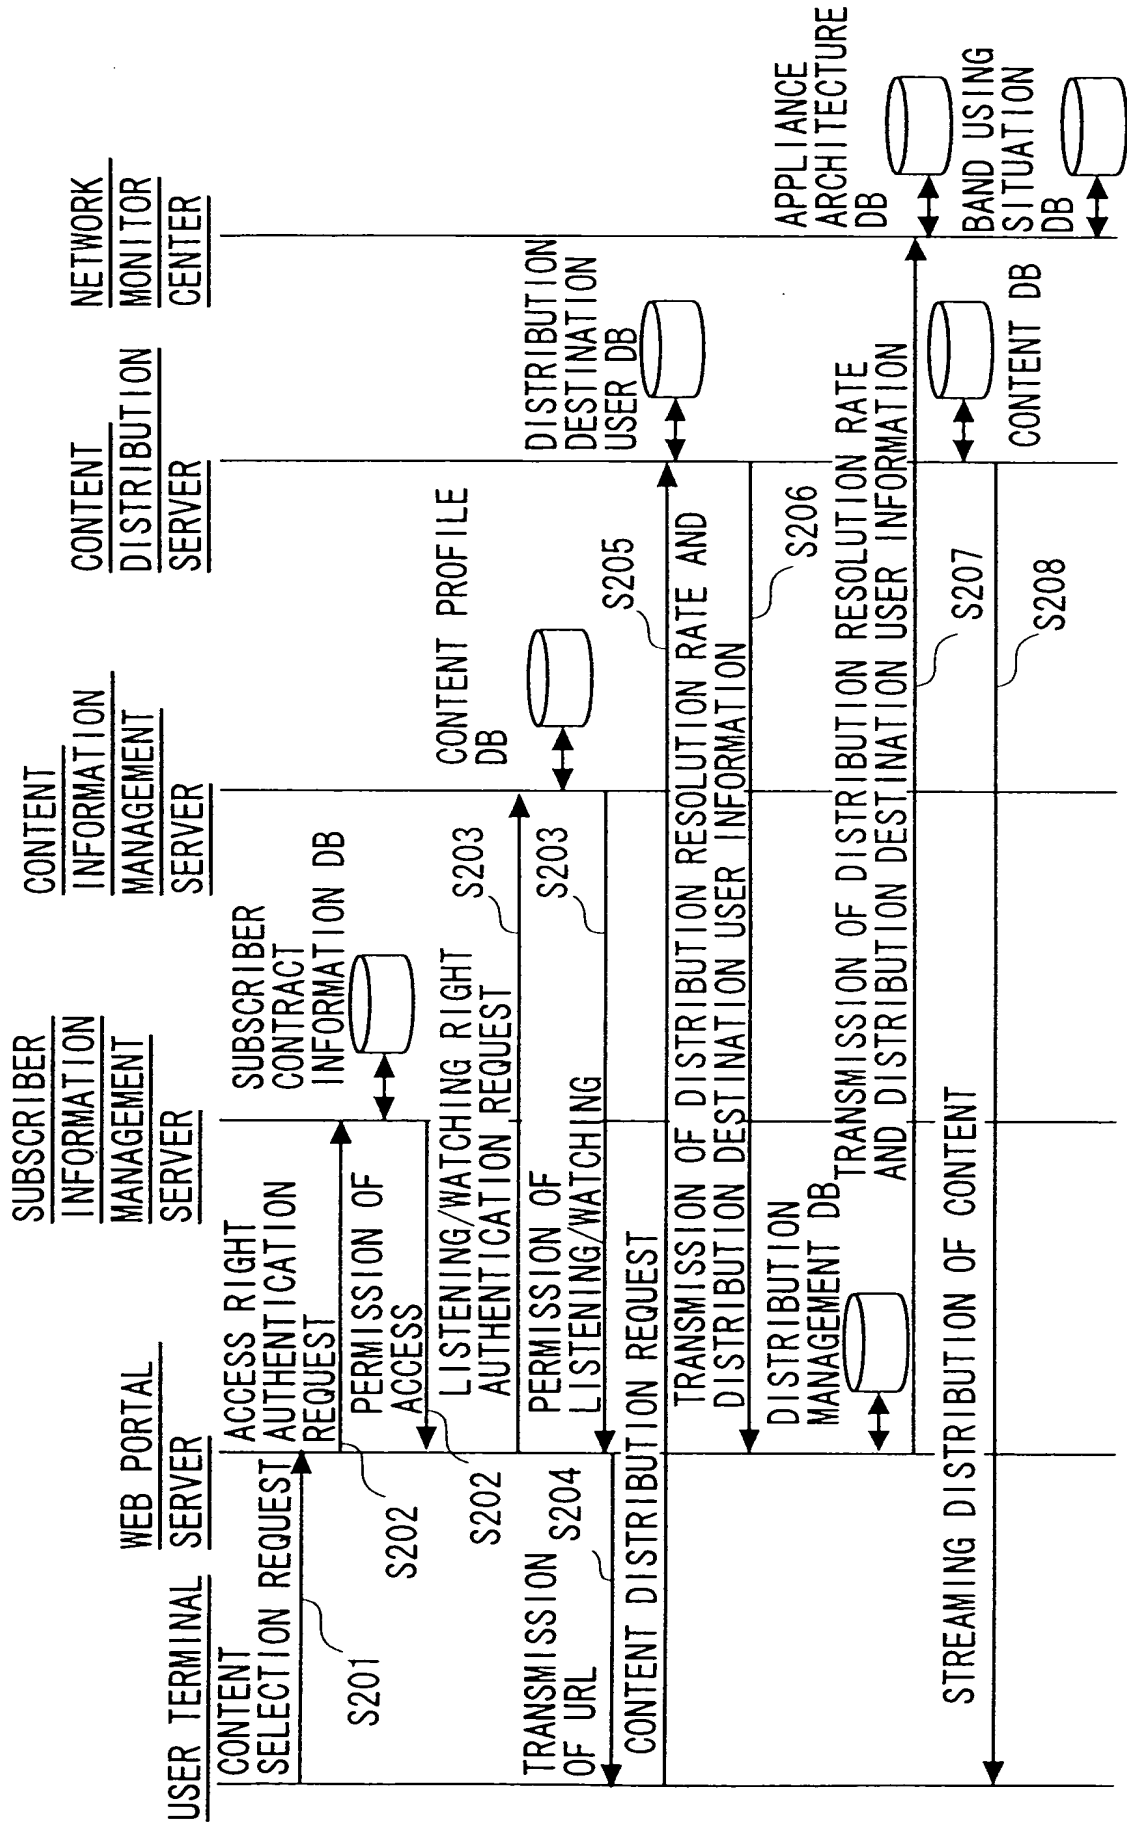 USER TERMINAL
WEB PORTAL
SERVER
SUBSCRIBER
INFORMATION
MANAGEMENT
SERVER
CONTENT
INFORMATION
MANAGEMENT
SERVER
CONTENT
DISTRIBUTION
SERVER
NETWORK
MONITOR
CENTER
CONTENT
SELECTION REQUEST
S201
ACCESS RIGHT
AUTHENTICATION
REQUEST
S202
SUBSCRIBER
CONTRACT
INFORMATION DB
PERMISSION OF
ACCESS
S202
LISTENING/WATCHING RIGHT
AUTHENTICATION REQUEST
S203
CONTENT PROFILE
DB
PERMISSION OF
LISTENING/WATCHING
S203
TRANSMISSION
OF URL
S204
CONTENT DISTRIBUTION REQUEST
S205
DISTRIBUTION
DESTINATION
USER DB
TRANSMISSION OF DISTRIBUTION RESOLUTION RATE AND
DISTRIBUTION DESTINATION USER INFORMATION
S206
DISTRIBUTION
MANAGEMENT DB
TRANSMISSION OF DISTRIBUTION RESOLUTION RATE
AND DISTRIBUTION DESTINATION USER INFORMATION
S207
APPLIANCE
ARCHITECTURE
DB
BAND USING
SITUATION
DB
CONTENT DB
STREAMING DISTRIBUTION OF CONTENT
S208